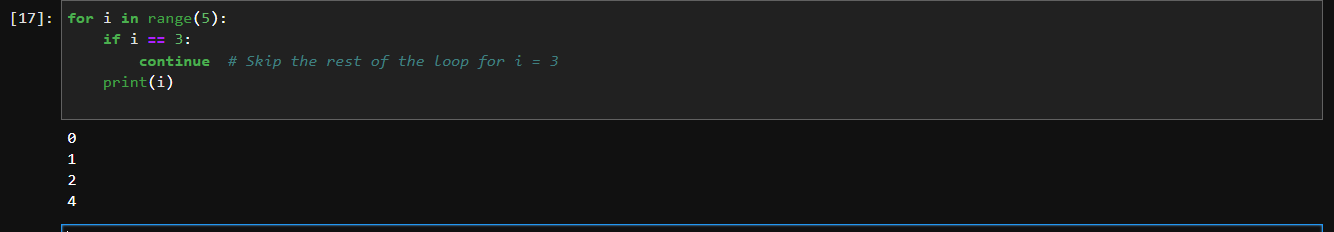 [17]: for i in range(5):
    if i == 3:
        continue  # Skip the rest of the loop for i = 3
    print(i)
0
1
2
4